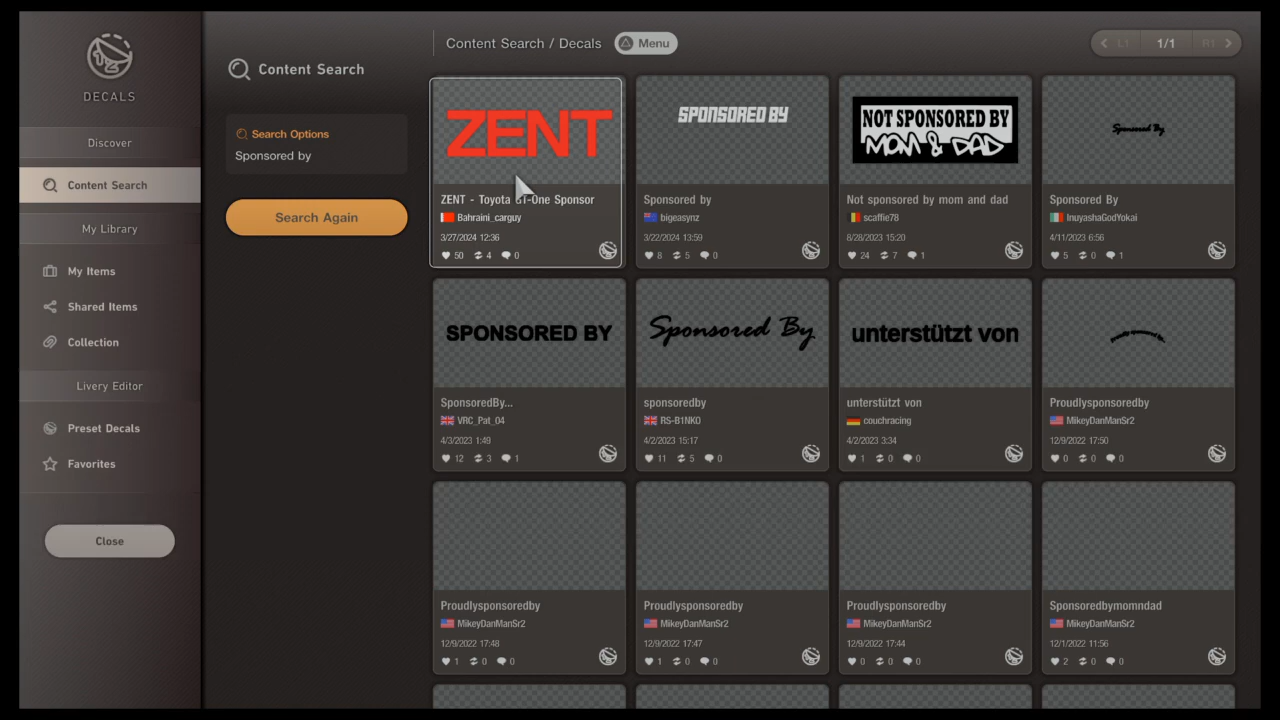 DECALS
Discover
Content Search
My Library
My Items
Shared Items
Collection
Livery Editor
Preset Decals
Favorites
Close
Content Search
Search Options
Sponsored by
Search Again
Content Search / Decals Menu
L1 1/1 R1
ZENT
ZENT - Toyota GT-One Sponsor
Bahraini_carguy
3/27/2024 12:36
50 4 0
SPONSORED BY
Sponsored by
bigeasynz
3/22/2024 13:59
8 5 0
NOT SPONSORED BY
MOM & DAD
Not sponsored by mom and dad
scaffie78
8/28/2023 15:20
24 7 1
Sponsored By
Sponsored By
InuyashaGodYokai
4/11/2023 6:56
5 0 1
SPONSORED BY
SponsoredBy...
VRC_Pat_04
4/3/2023 1:49
12 3 1
Sponsored By
sponsoredby
RS-B1NKO
4/2/2023 15:17
11 5 0
unterstützt von
unterstützt von
couchracing
4/2/2023 3:34
1 0 0
Proudlysponsoredby
MikeyDanManSr2
12/9/2022 17:50
0 0 0
Proudlysponsoredby
MikeyDanManSr2
12/9/2022 17:48
1 0 0
Proudlysponsoredby
MikeyDanManSr2
12/9/2022 17:47
1 0 0
Proudlysponsoredby
MikeyDanManSr2
12/9/2022 17:44
0 0 0
Sponsoredbymomndad
MikeyDanManSr2
12/1/2022 11:56
2 0 0